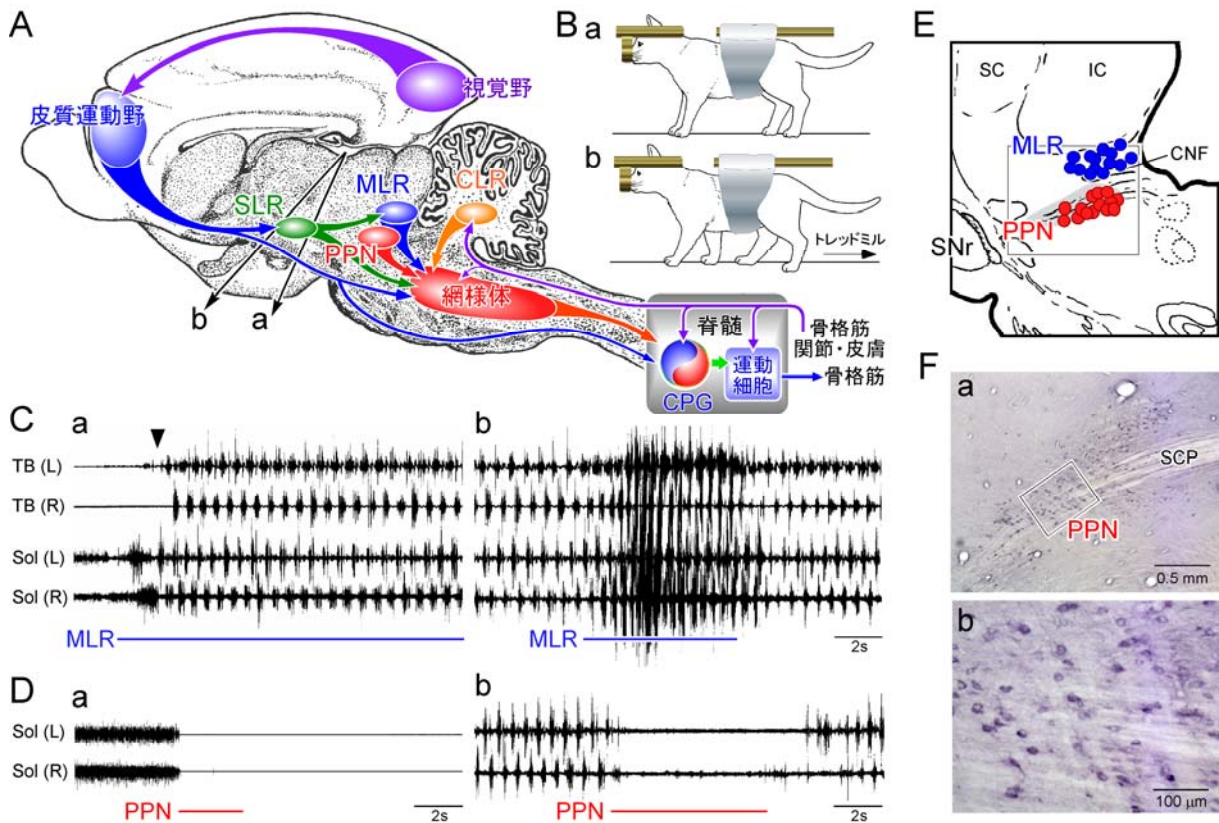 A
視覚野
皮質運動野
MLR
CLR
SLR
PPN
網様体
b
a
脊髄
CPG
運動
細胞
骨格筋
関節・皮膚
骨格筋
B
a
b
トレッドミル
C
a
TB (L)
TB (R)
Sol (L)
Sol (R)
MLR
b
MLR
2s
D
a
Sol (L)
Sol (R)
PPN
2s
b
PPN
2s
E
SC
IC
MLR
CNF
PPN
SNr
F
a
SCP
PPN
0.5 mm
b
100 μm